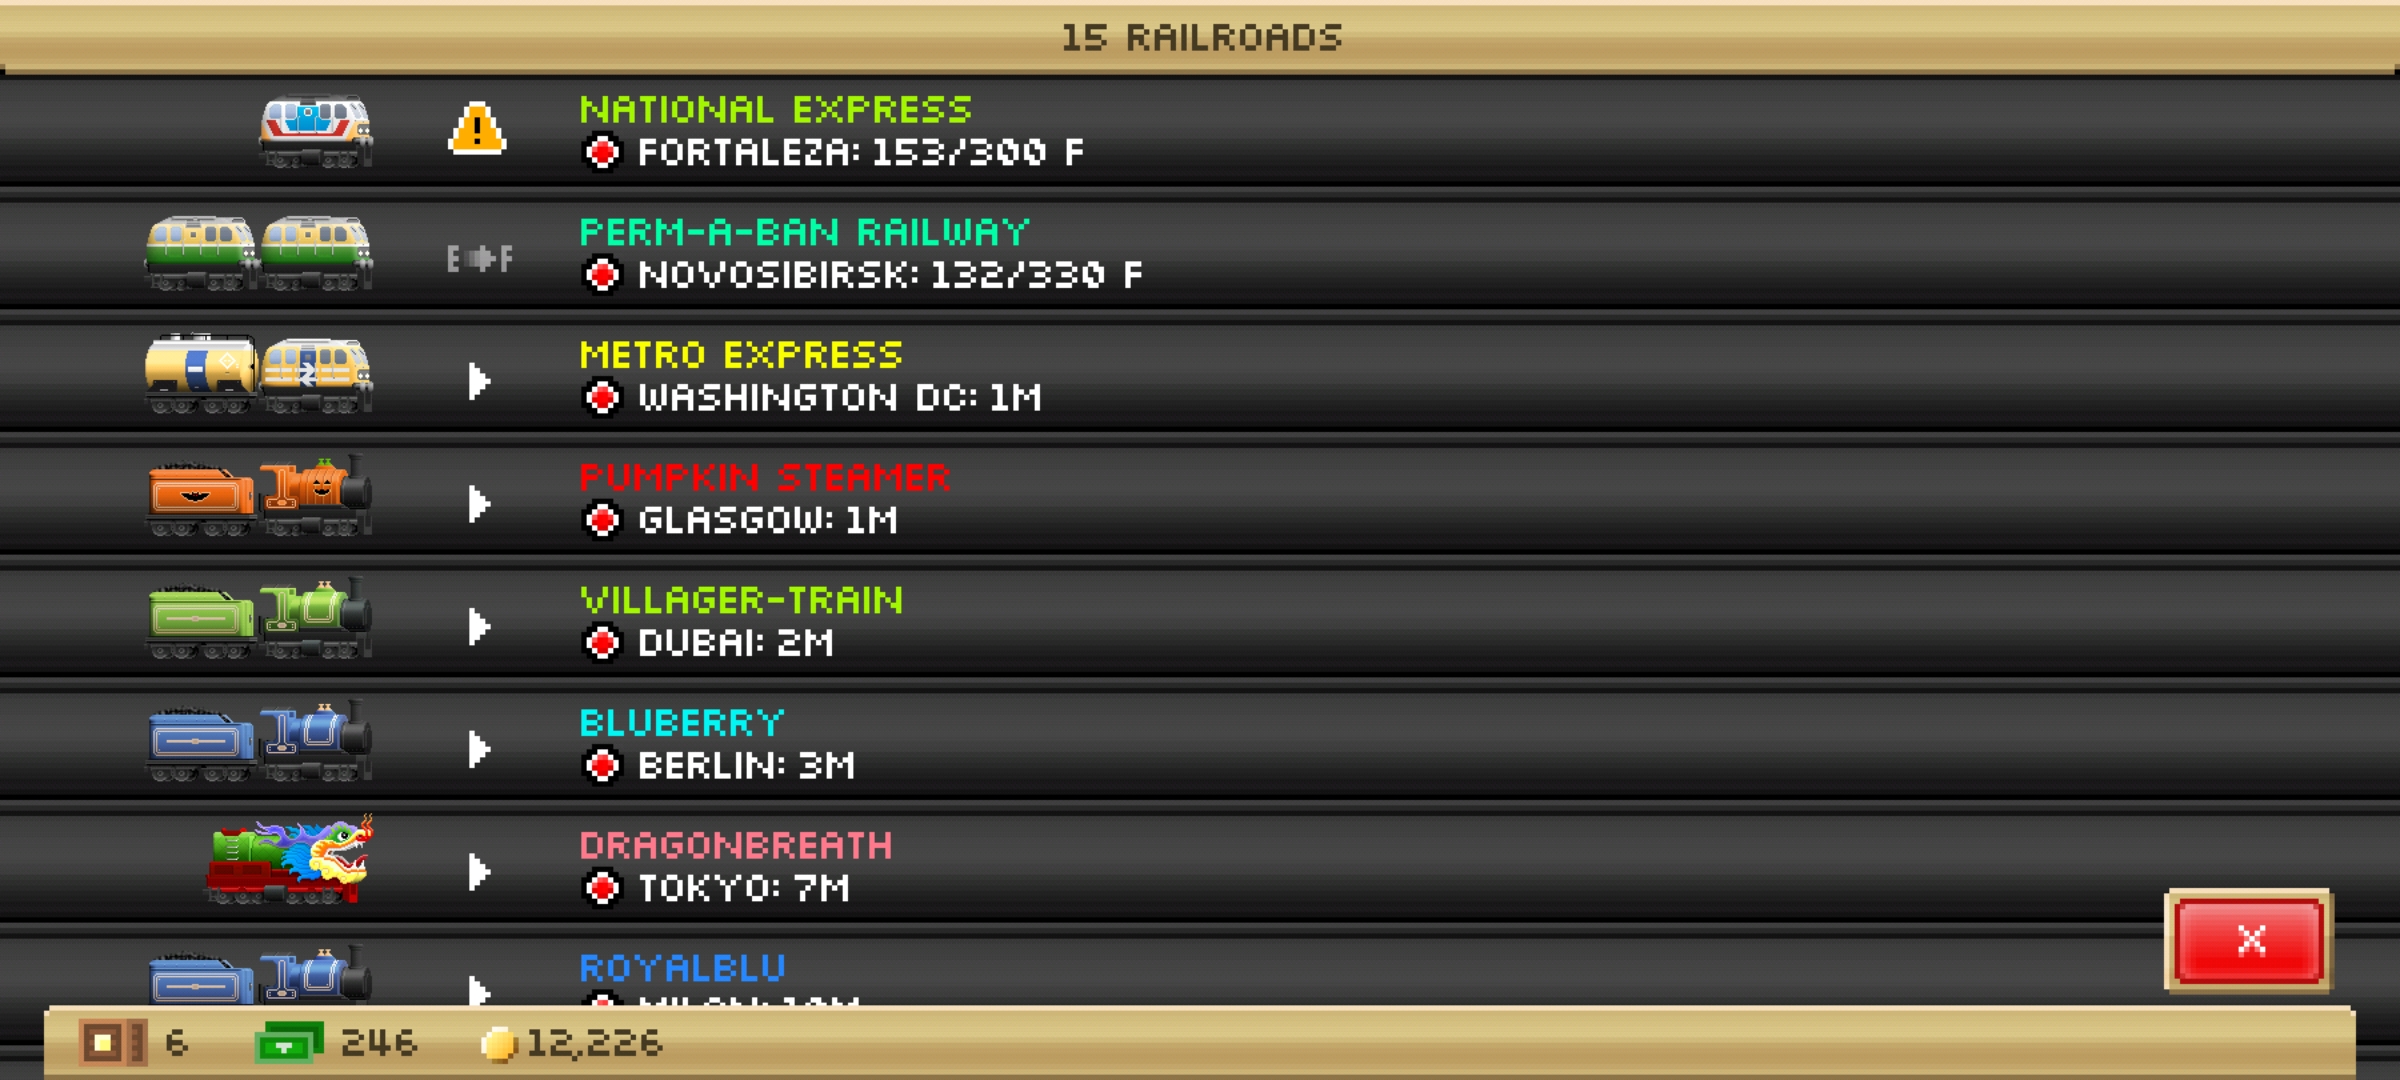 15 RAILROADS
NATIONAL EXPRESS
FORTALEZA: 153/300 F
PERM-A-BAN RAILWAY
E F
NOVOSIBIRSK: 132/330 F
METRO EXPRESS
WASHINGTON DC: 1M
PUMPKIN STEAMER
GLASGOW: 1M
VILLAGER-TRAIN
DUBAI: 2M
BLUBERRY
BERLIN: 3M
DRAGONBREATH
TOKYO: 7M
X
ROYALBLU
6 246 12,226